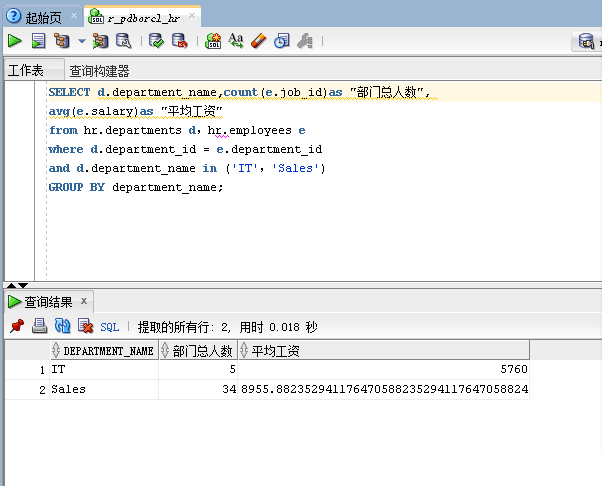 起始页 × r_pdborcl_hr ×
SQL
工作表 查询构建器
SELECT d.department_name,count(e.job_id)as "部门总人数",
avg(e.salary)as "平均工资"
from hr.departments d，hr.employees e
where d.department_id = e.department_id
and d.department_name in ('IT'，'Sales')
GROUP BY department_name;
查询结果 ×
SQL | 提取的所有行: 2, 用时 0.018 秒
DEPARTMENT_NAME 部门总人数 平均工资
1 IT 5 5760
2 Sales 34 8955.88235294117647058823529411764705882​4